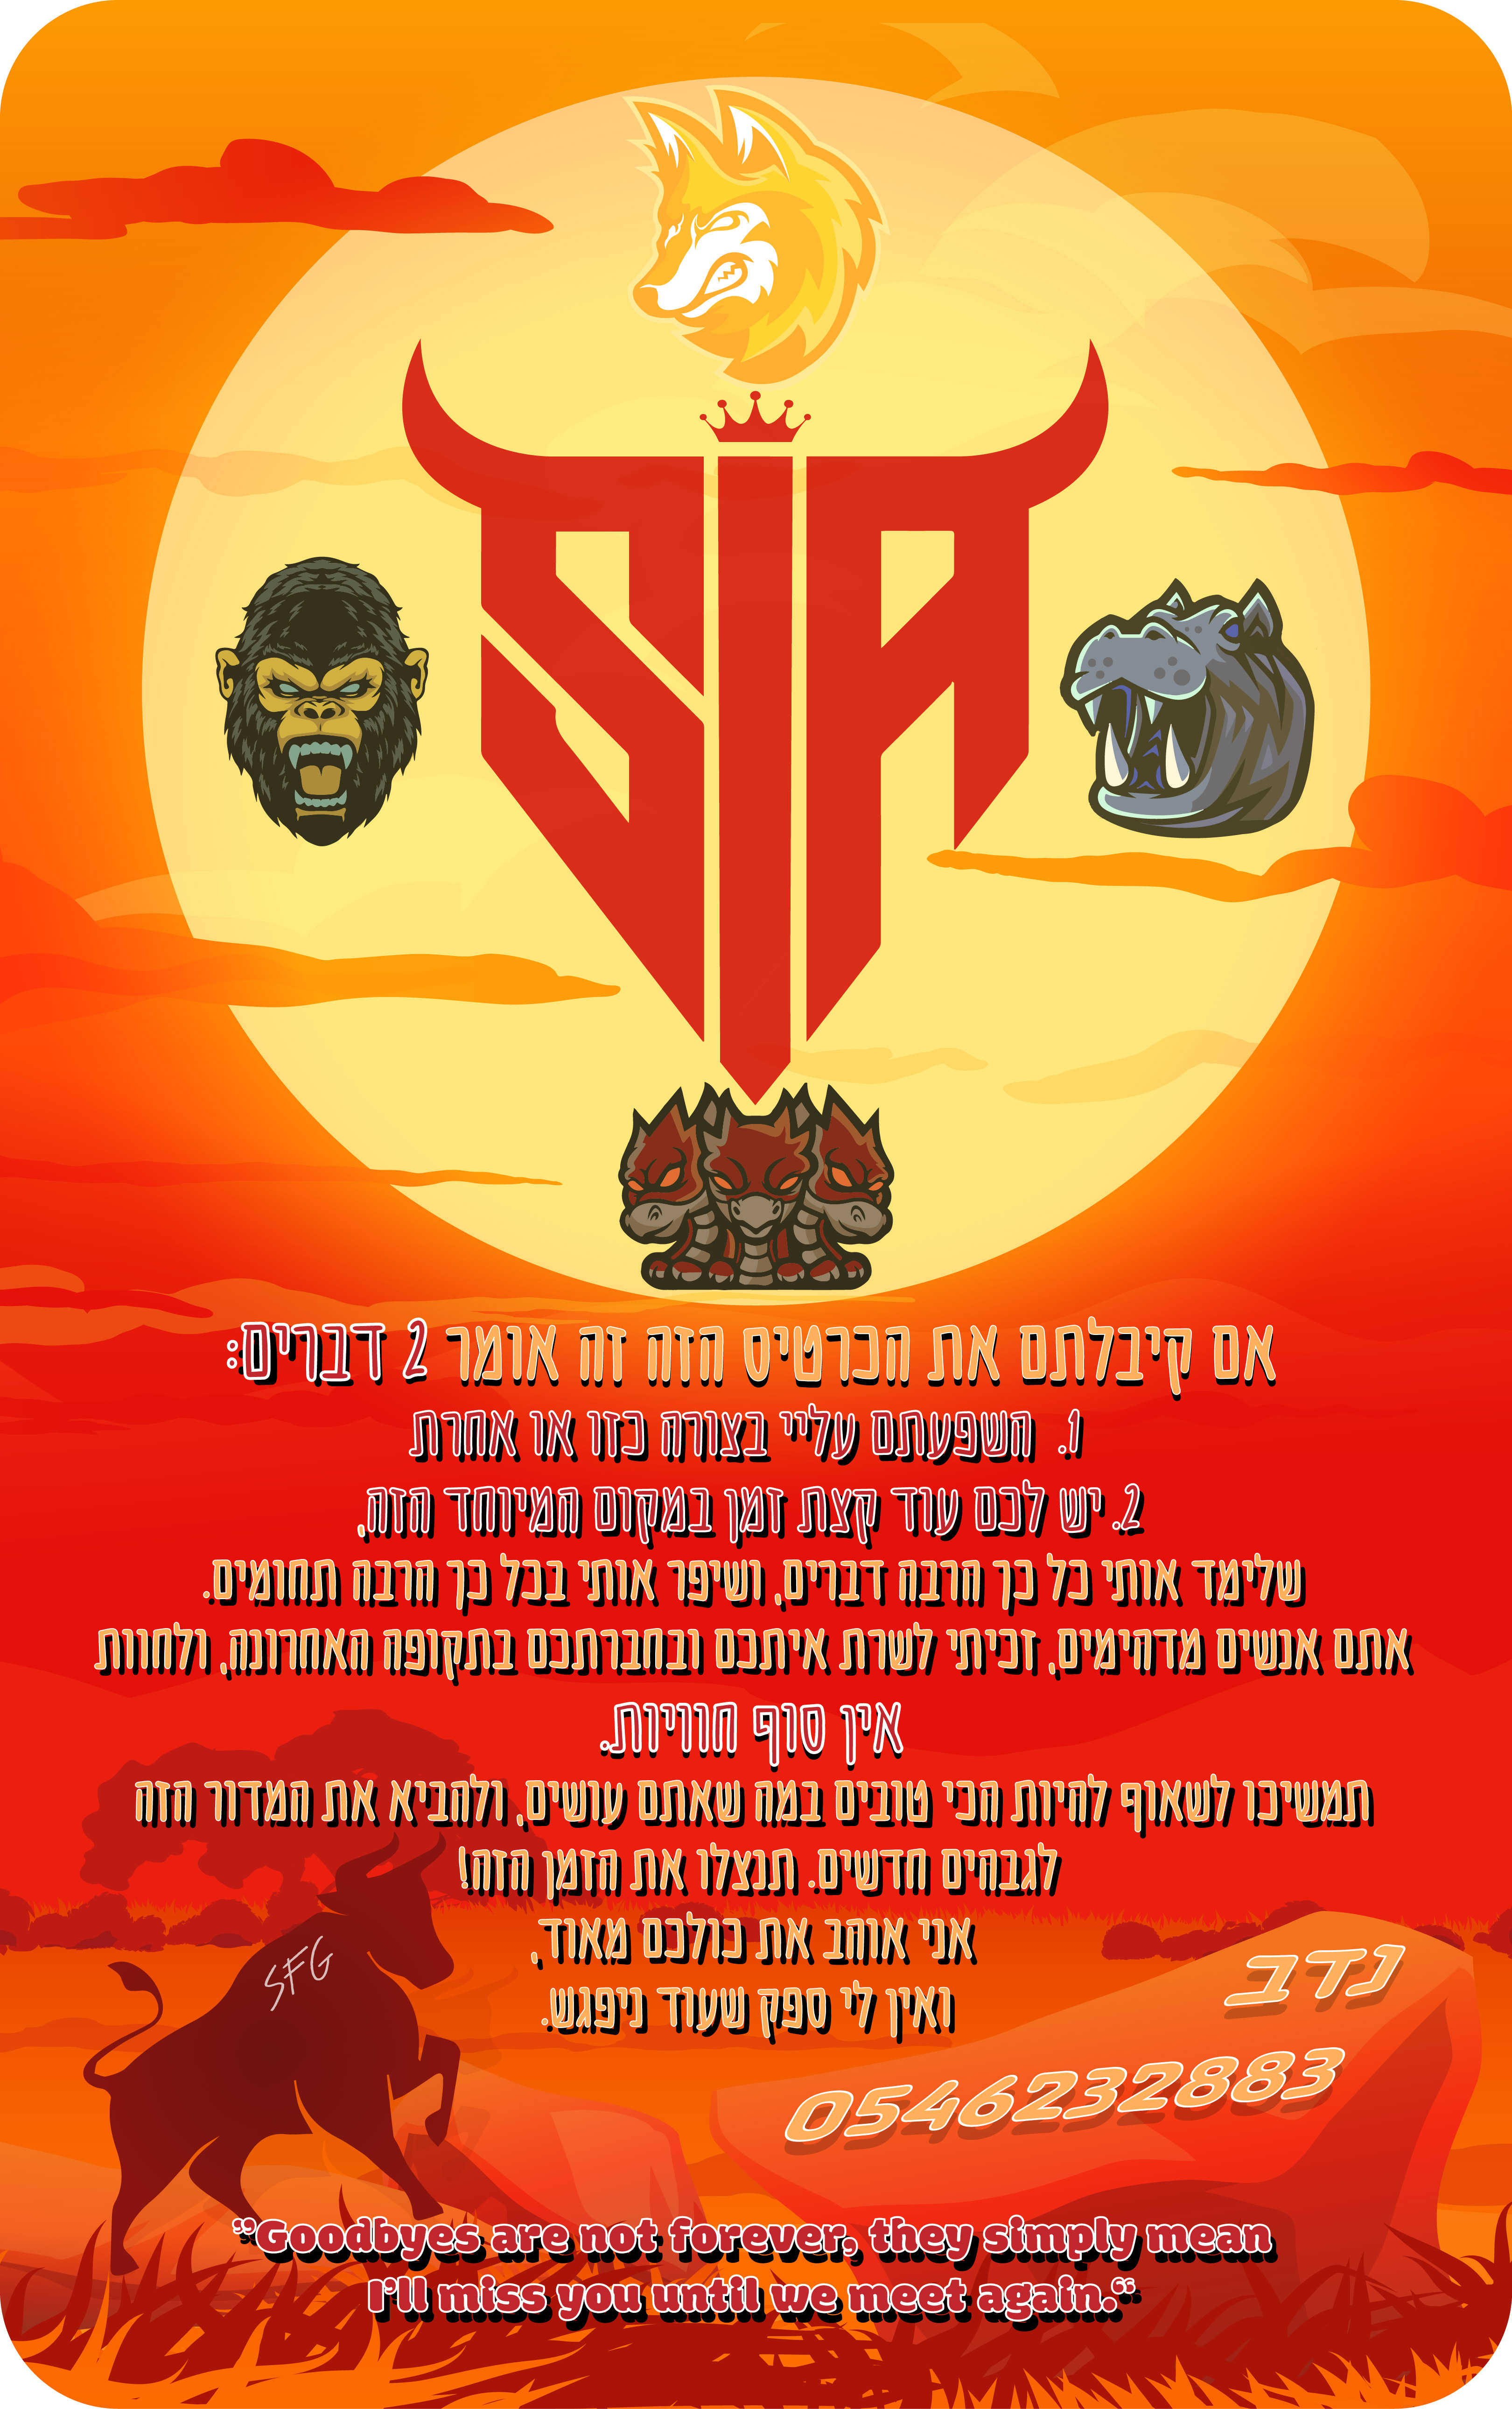 SIA
אם קיבלתם את הכרטיס הזה זה אומר 2 דברים:
1. השפעתם עליי בצורה כזו או אחרת
2. יש לכם עוד קצת זמן במקום המיוחד הזה,
שלימד אותי כל כך הרבה דברים, ושיפר אותי בכל כך הרבה תחומים.
אתם אנשים מדהימים, זכיתי לשרת איתכם ובחברתכם בתקופה האחרונה, ולחוות
אין סוף חוויות.
תמשיכו לשאוף להיות הכי טובים במה שאתם עושים, ולהביא את המדור הזה
לגבהים חדשים. תנצלו את הזמן הזה!
אני אוהב את כולכם מאוד,
ואין לי ספק שעוד ניפגש.
SFG
נדב
0546232883
"Goodbyes are not forever, they simply mean
I'll miss you until we meet again."